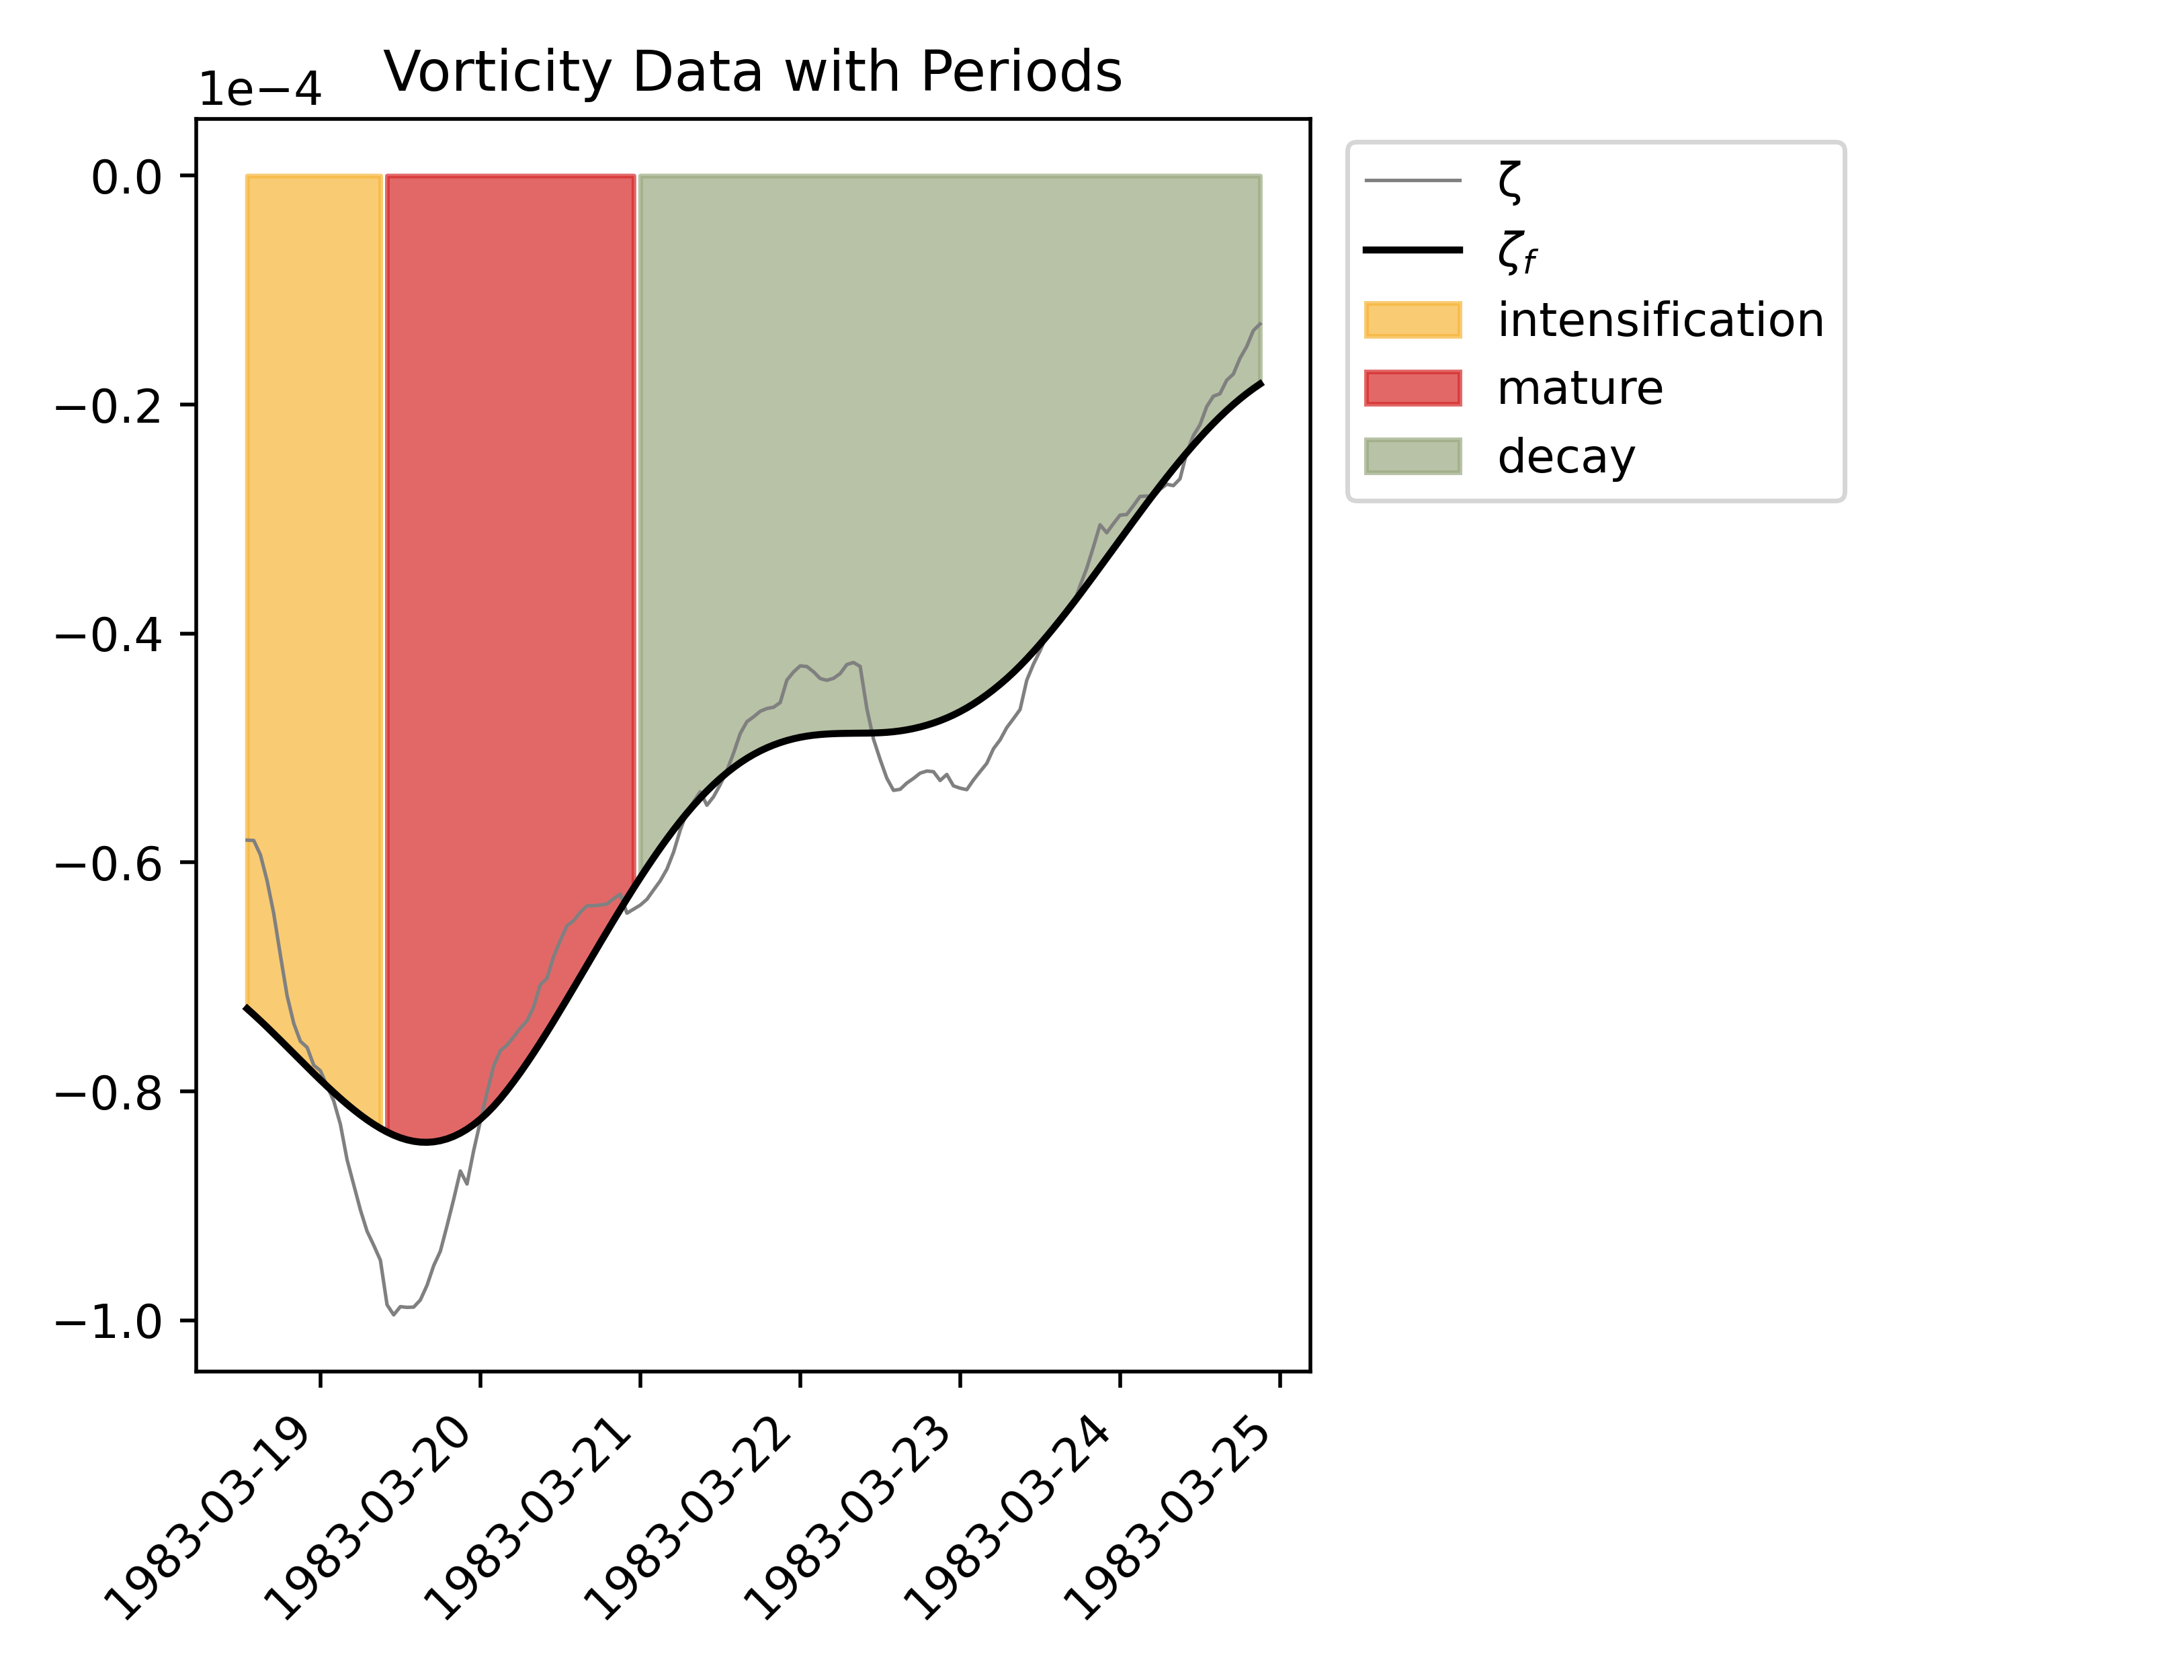 Vorticity Data with Periods
1e−4
0.0
−0.2
−0.4
−0.6
−0.8
−1.0
1983-03-19
1983-03-20
1983-03-21
1983-03-22
1983-03-23
1983-03-24
1983-03-25
ζ
ζf
intensification
mature
decay